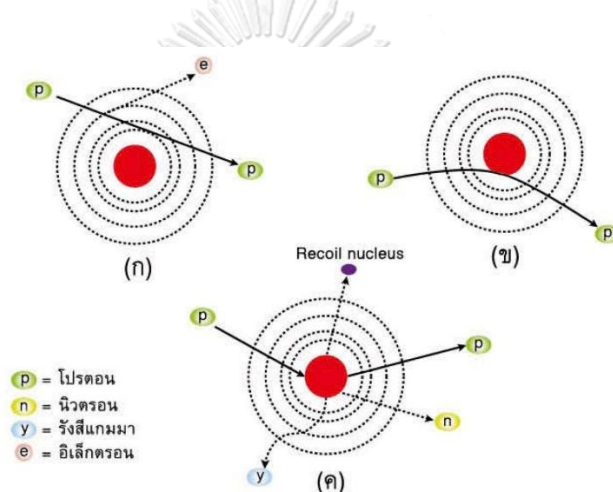 e
p
p
(ก)
p
p
(ข)
Recoil nucleus
p
p
n
y
(ค)
p = โปรตอน
n = นิวตรอน
y = รังสีแกมมา
e = อิเล็กตรอน